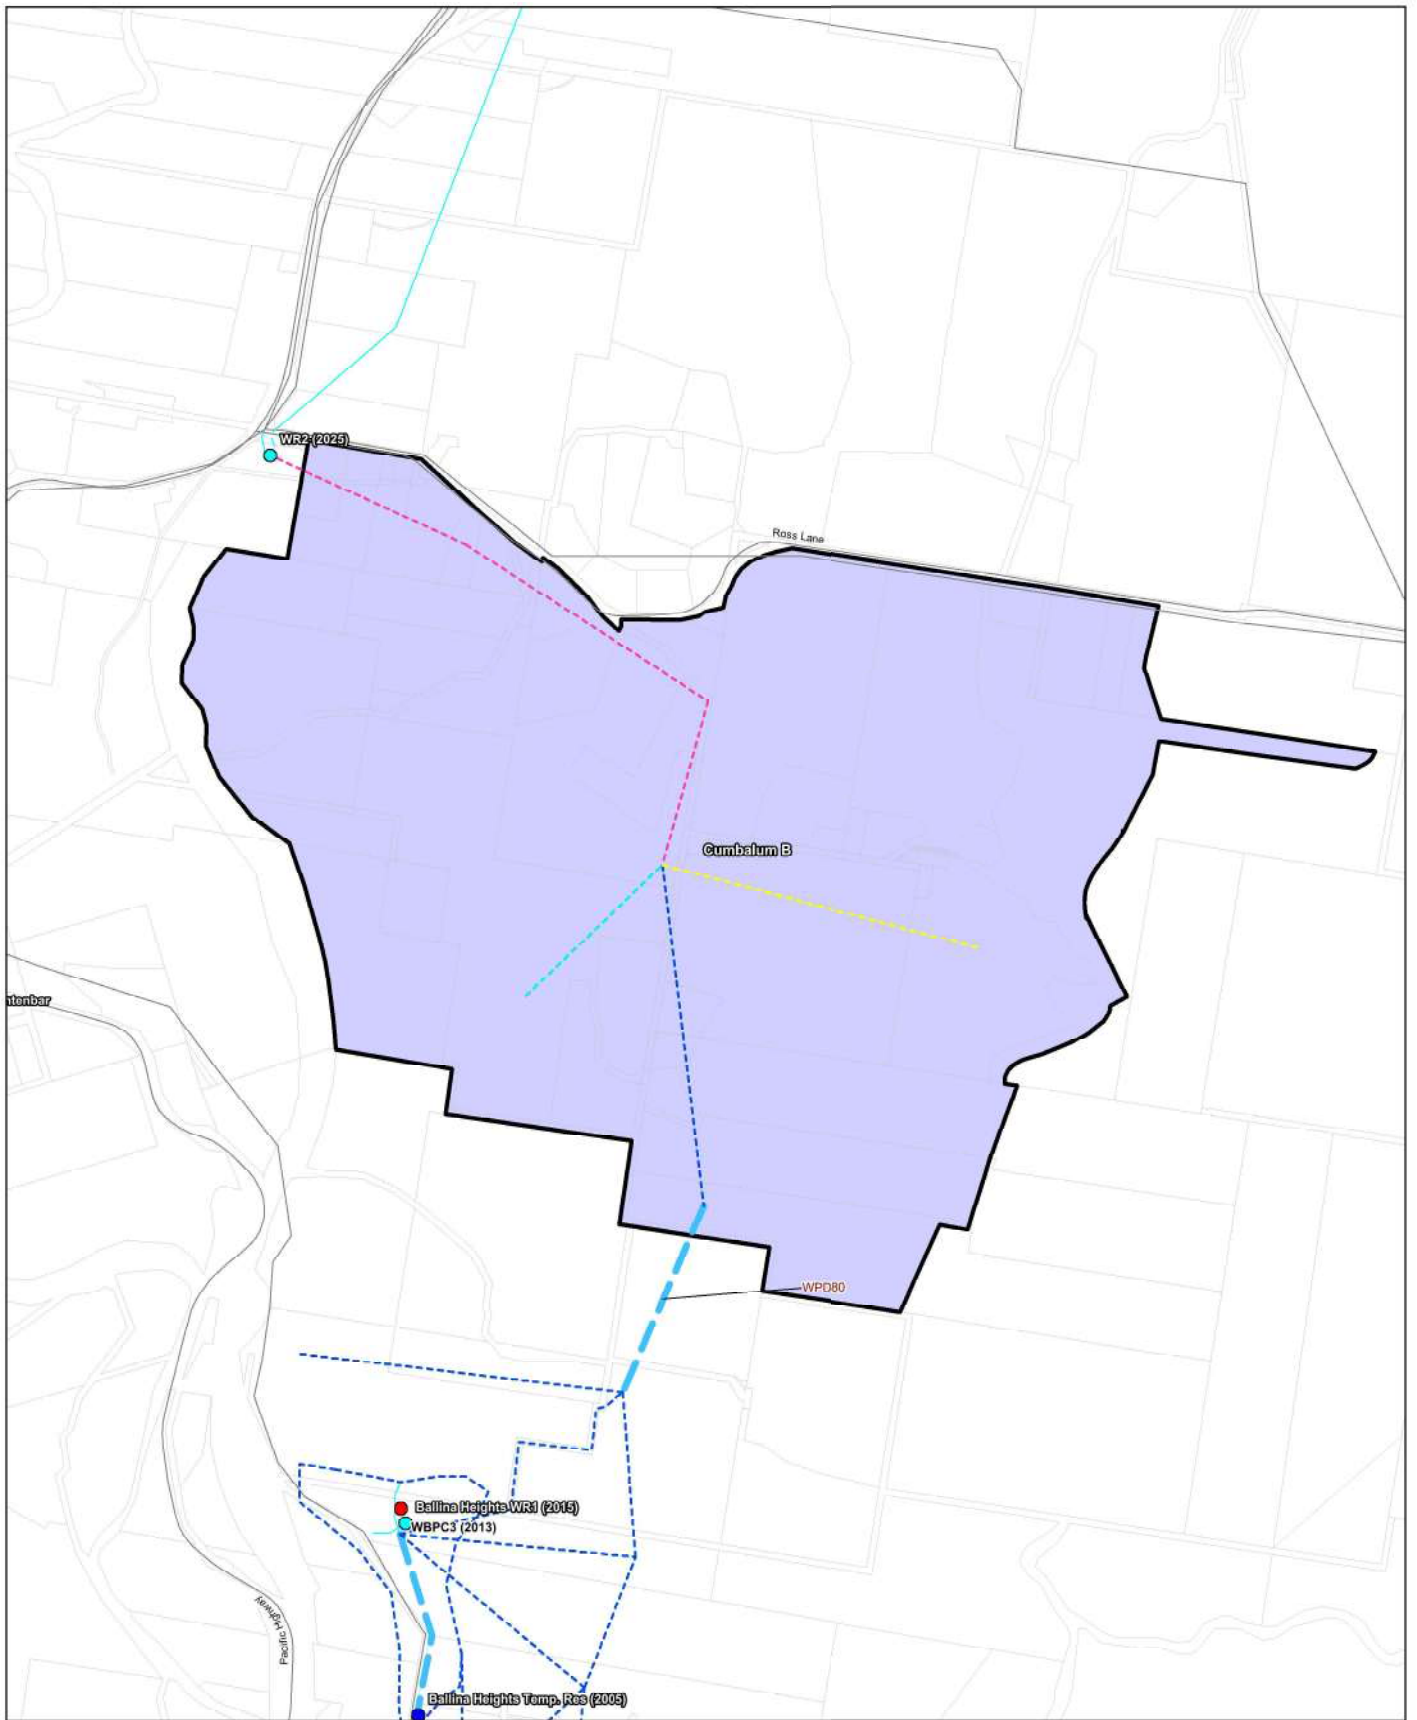 WR2 (2025)
Ross Lane
Cumbalum B
ntenbar
WPD80
Ballina Heights WR1 (2015)
WBPC3 (2013)
Pacific Highway
Ballina Heights Temp. Res (2005)